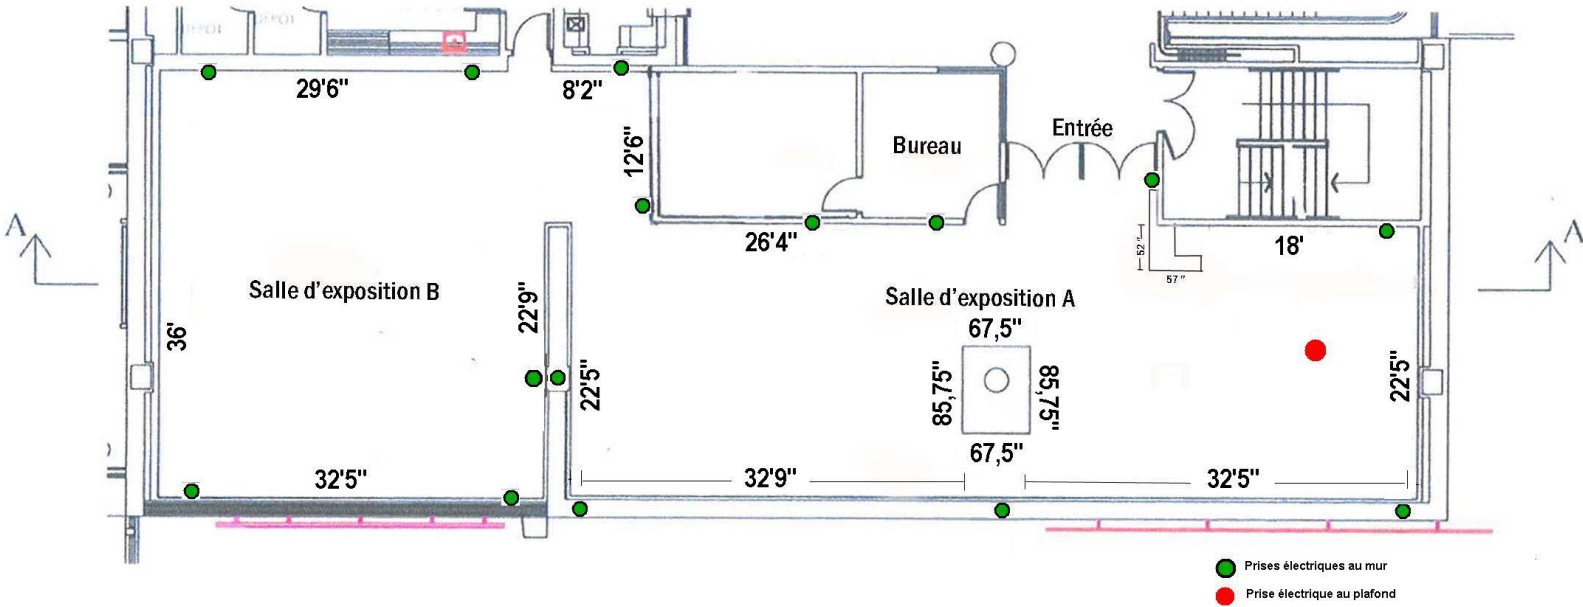 DEPÔT
DEPÔT
29'6"
8'2"
12'6"
Bureau
Entrée
26'4"
18'
52 "
57 "
A
A
Salle d'exposition B
22'9"
36'
22'5"
Salle d'exposition A
67,5"
85,75"
85,75"
67,5"
22'5"
32'5"
32'9"
32'5"
Prises électriques au mur
Prise électrique au plafond